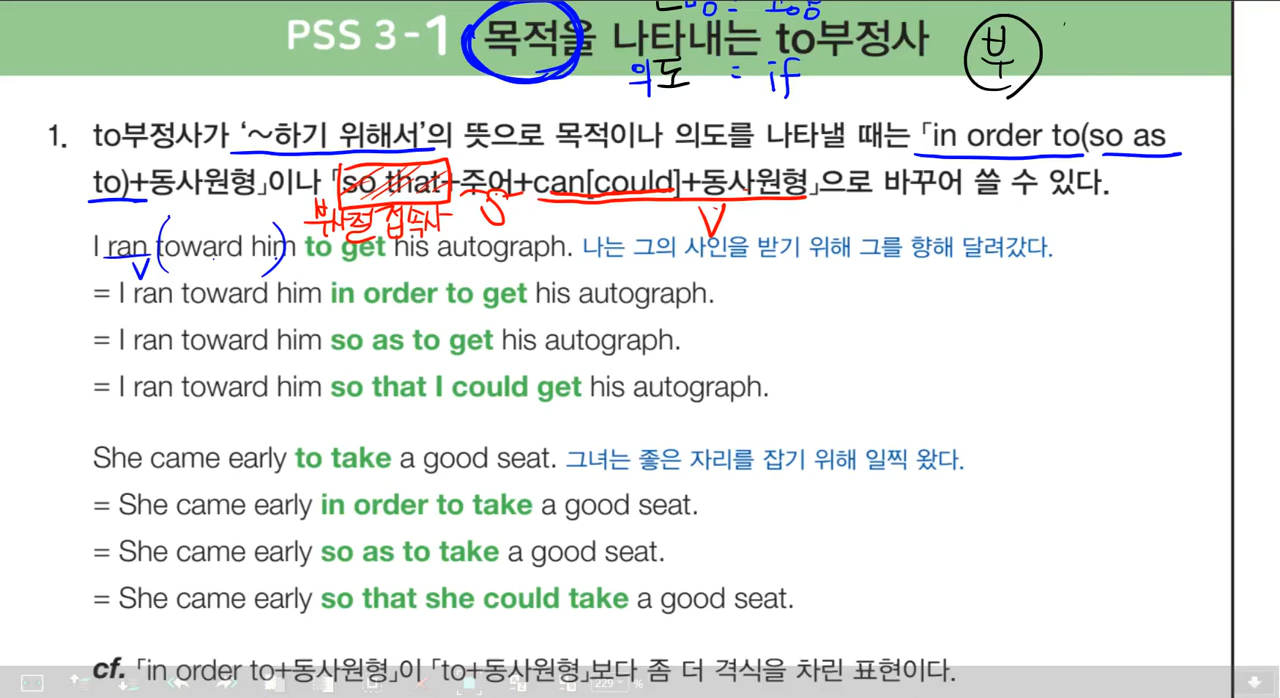 PSS 3-1 목적을 나타내는 to부정사
부
의도 = if
1. to부정사가 ‘~하기 위해서’의 뜻으로 목적이나 의도를 나타낼 때는 「in order to(so as
to)+동사원형」이나 「so that+주어+can[could]+동사원형」으로 바꾸어 쓸 수 있다.
부사절 접속사 S V
I ran toward him to get his autograph. 나는 그의 사인을 받기 위해 그를 향해 달려갔다.
V
= I ran toward him in order to get his autograph.
= I ran toward him so as to get his autograph.
= I ran toward him so that I could get his autograph.
She came early to take a good seat. 그녀는 좋은 자리를 잡기 위해 일찍 왔다.
= She came early in order to take a good seat.
= She came early so as to take a good seat.
= She came early so that she could take a good seat.
cf. 「in order to+동사원형」이 「to+동사원형」보다 좀 더 격식을 차린 표현이다.
229 %